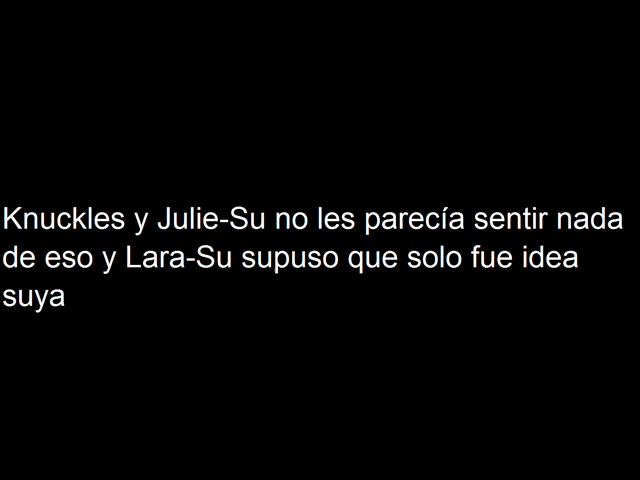 Knuckles y Julie-Su no les parecía sentir nada
de eso y Lara-Su supuso que solo fue idea
suya